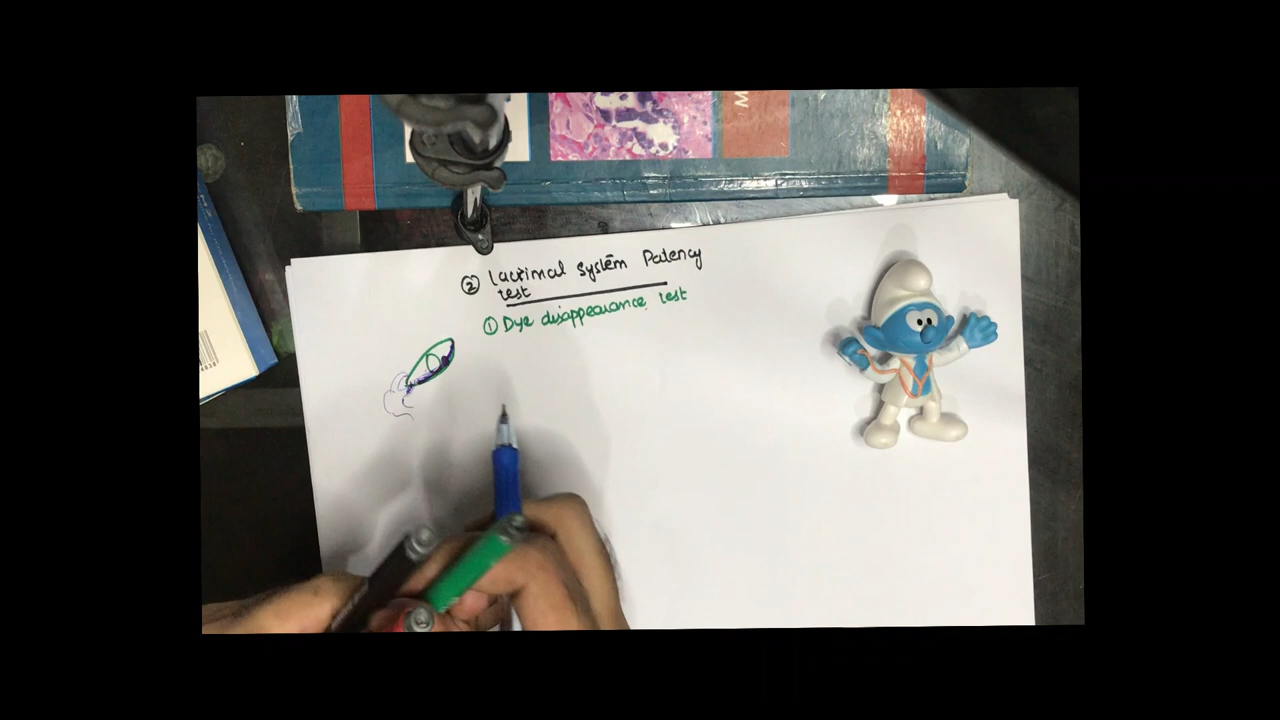 ② Lacrimal system Patency
test
① Dye disappearance test
M